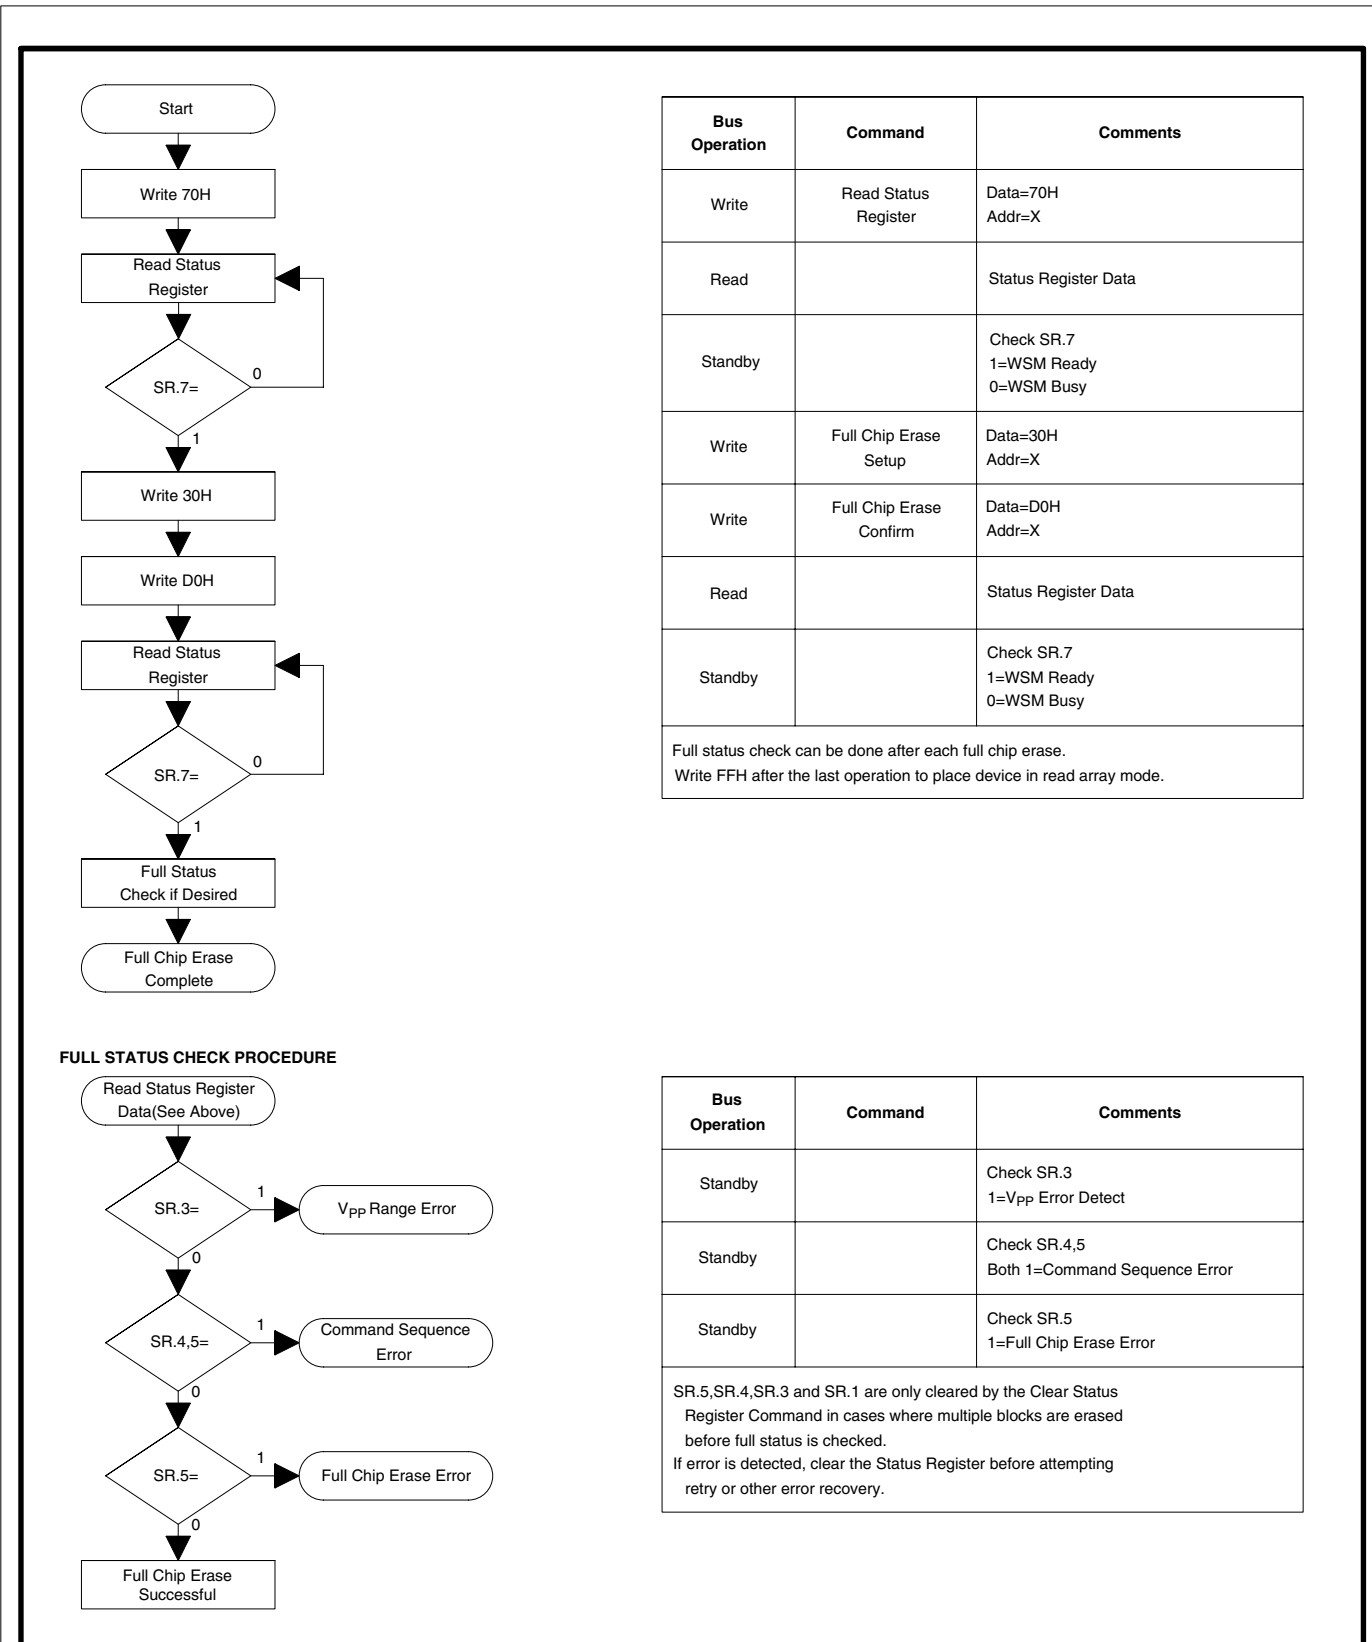 Start
Write 70H
Read Status
Register
SR.7=
0
1
Write 30H
Write D0H
Read Status
Register
SR.7=
0
1
Full Status
Check if Desired
Full Chip Erase
Complete
Bus
Operation
Command
Comments
Write
Read Status
Register
Data=70H
Addr=X
Read
Status Register Data
Standby
Check SR.7
1=WSM Ready
0=WSM Busy
Write
Full Chip Erase
Setup
Data=30H
Addr=X
Write
Full Chip Erase
Confirm
Data=D0H
Addr=X
Read
Status Register Data
Standby
Check SR.7
1=WSM Ready
0=WSM Busy
Full status check can be done after each full chip erase.
Write FFH after the last operation to place device in read array mode.
FULL STATUS CHECK PROCEDURE
Read Status Register
Data(See Above)
SR.3=
1
VPP Range Error
0
SR.4,5=
1
Command Sequence
Error
0
SR.5=
1
Full Chip Erase Error
0
Full Chip Erase
Successful
Bus
Operation
Command
Comments
Standby
Check SR.3
1=VPP Error Detect
Standby
Check SR.4,5
Both 1=Command Sequence Error
Standby
Check SR.5
1=Full Chip Erase Error
SR.5,SR.4,SR.3 and SR.1 are only cleared by the Clear Status
Register Command in cases where multiple blocks are erased
before full status is checked.
If error is detected, clear the Status Register before attempting
retry or other error recovery.